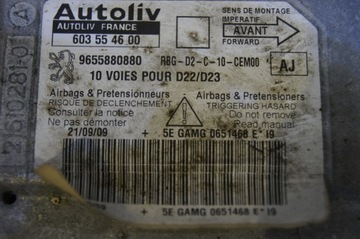 Autoliv
AUTOLIV FRANCE
603 55 46 00
SENS DE MONTAGE
IMPERATIF
AVANT
FORWARD
9655880880
RBG-D2-C-10-CEM00
AJ
10 VOIES POUR D22/D23
Airbags & Pretensionneurs
RISQUE DE DECLENCHEMENT
Consulter la notice
Ne pas démonter
Airbags & Pretensioners
TRIGGERING HASARD
Do not remove
Read manual
21/09/09
+ 5E GAMG 0651468 E* I9
+ 5E GAMG 0651468 E* I9